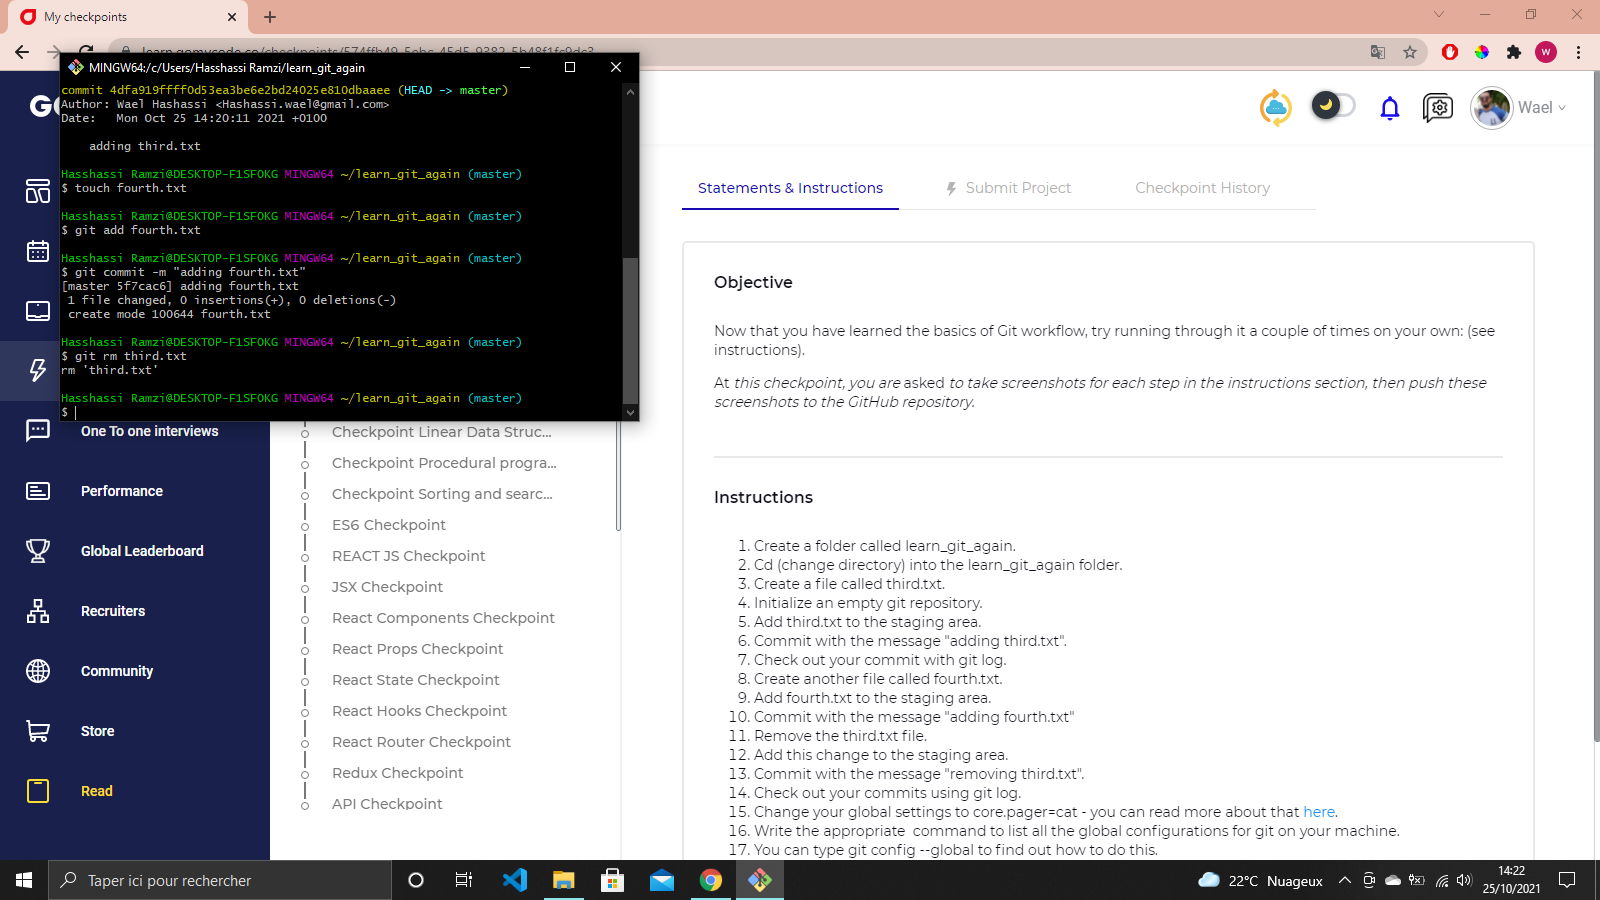 My checkpoints
learn.gomycode.co/checkpoints/574ffb49-5ebc-45d5-9382-5b48f1fc9dc3
W
MINGW64:/c/Users/Hasshassi Ramzi/learn_git_again
commit 4dfa919ffff0d53ea3be6e2bd24025e810dbaaee (HEAD -> master)
Author: Wael Hashassi <Hashassi.wael@gmail.com>
Date:   Mon Oct 25 14:20:11 2021 +0100
adding third.txt
Hasshassi Ramzi@DESKTOP-F1SFOKG MINGW64 ~/learn_git_again (master)
$ touch fourth.txt
Hasshassi Ramzi@DESKTOP-F1SFOKG MINGW64 ~/learn_git_again (master)
$ git add fourth.txt
Hasshassi Ramzi@DESKTOP-F1SFOKG MINGW64 ~/learn_git_again (master)
$ git commit -m "adding fourth.txt"
[master 5f7cac6] adding fourth.txt
1 file changed, 0 insertions(+), 0 deletions(-)
create mode 100644 fourth.txt
Hasshassi Ramzi@DESKTOP-F1SFOKG MINGW64 ~/learn_git_again (master)
$ git rm third.txt
rm 'third.txt'
Hasshassi Ramzi@DESKTOP-F1SFOKG MINGW64 ~/learn_git_again (master)
$
Wael
One To one interviews
Performance
Global Leaderboard
Recruiters
Community
Store
Read
Checkpoint Linear Data Struc...
Checkpoint Procedural progra...
Checkpoint Sorting and searc...
ES6 Checkpoint
REACT JS Checkpoint
JSX Checkpoint
React Components Checkpoint
React Props Checkpoint
React State Checkpoint
React Hooks Checkpoint
React Router Checkpoint
Redux Checkpoint
API Checkpoint
Statements & Instructions
Submit Project
Checkpoint History
Objective
Now that you have learned the basics of Git workflow, try running through it a couple of times on your own: (see
instructions).
At this checkpoint, you are asked to take screenshots for each step in the instructions section, then push these
screenshots to the GitHub repository.
Instructions
1. Create a folder called learn_git_again.
2. Cd (change directory) into the learn_git_again folder.
3. Create a file called third.txt.
4. Initialize an empty git repository.
5. Add third.txt to the staging area.
6. Commit with the message "adding third.txt".
7. Check out your commit with git log.
8. Create another file called fourth.txt.
9. Add fourth.txt to the staging area.
10. Commit with the message "adding fourth.txt"
11. Remove the third.txt file.
12. Add this change to the staging area.
13. Commit with the message "removing third.txt".
14. Check out your commits using git log.
15. Change your global settings to core.pager=cat - you can read more about that here.
16. Write the appropriate  command to list all the global configurations for git on your machine.
17. You can type git config --global to find out how to do this.
Taper ici pour rechercher
22°C Nuageux
14:22
25/10/2021